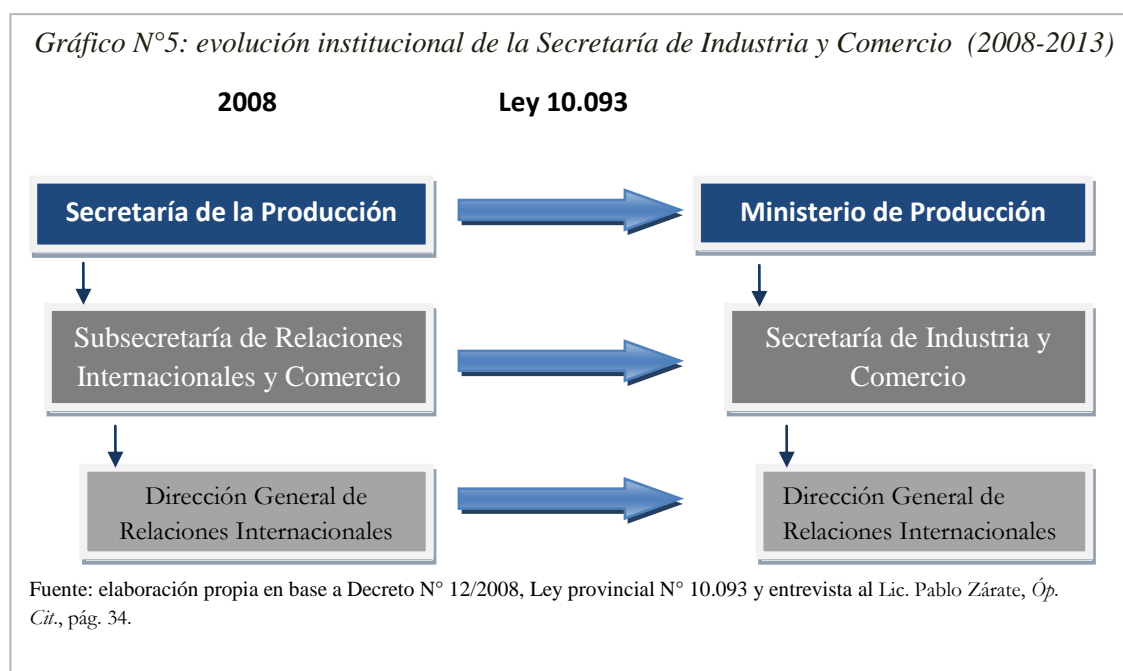 Gráfico N°5: evolución institucional de la Secretaría de Industria y Comercio (2008-2013)
2008
Ley 10.093
Secretaría de la Producción
Ministerio de Producción
Subsecretaría de Relaciones
Internacionales y Comercio
Secretaría de Industria y
Comercio
Dirección General de
Relaciones Internacionales
Dirección General de
Relaciones Internacionales
Fuente: elaboración propia en base a Decreto N° 12/2008, Ley provincial N° 10.093 y entrevista al Lic. Pablo Zárate, Óp.
Cit., pág. 34.